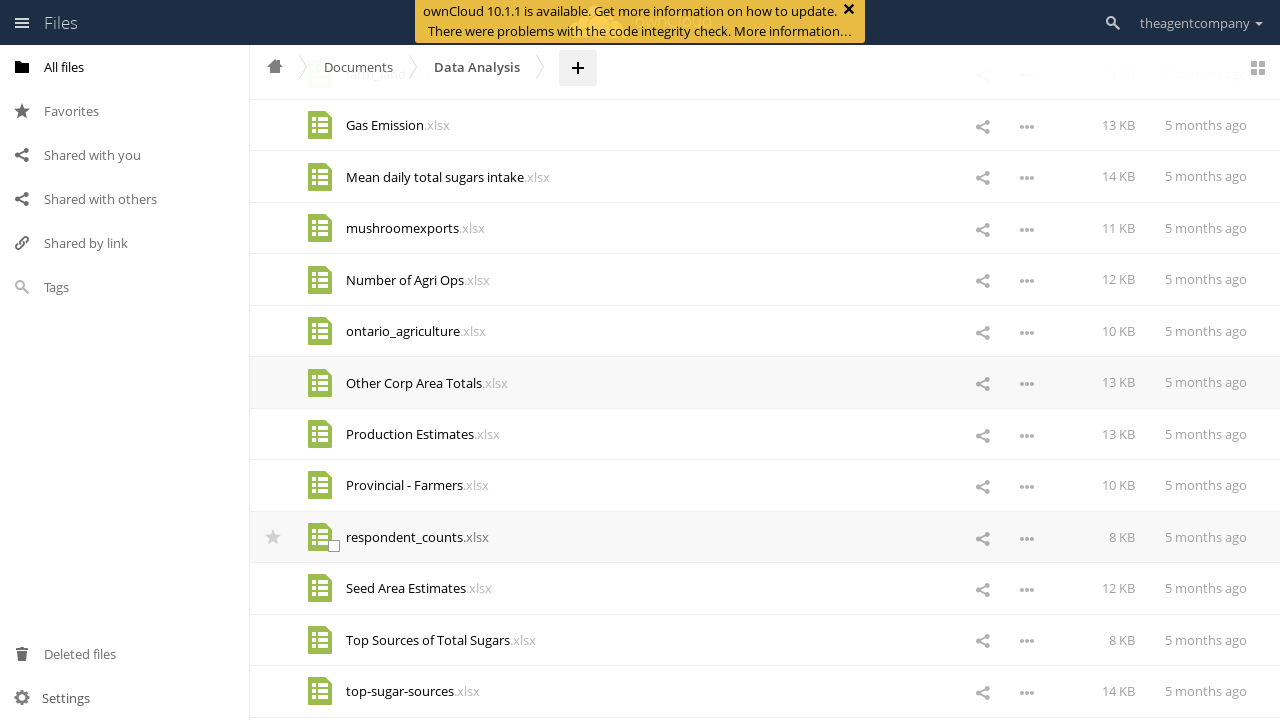 Files
ownCloud 10.1.1 is available. Get more information on how to update.
There were problems with the code integrity check. More information…
theagentcompany
All files
Favorites
Shared with you
Shared with others
Shared by link
Tags
Deleted files
Settings
Documents
Data Analysis
Gas Emission.xlsx 13 KB 5 months ago
Mean daily total sugars intake.xlsx 14 KB 5 months ago
mushroomexports.xlsx 11 KB 5 months ago
Number of Agri Ops.xlsx 12 KB 5 months ago
ontario_agriculture.xlsx 10 KB 5 months ago
Other Corp Area Totals.xlsx 13 KB 5 months ago
Production Estimates.xlsx 13 KB 5 months ago
Provincial - Farmers.xlsx 10 KB 5 months ago
respondent_counts.xlsx 8 KB 5 months ago
Seed Area Estimates.xlsx 12 KB 5 months ago
Top Sources of Total Sugars.xlsx 8 KB 5 months ago
top-sugar-sources.xlsx 14 KB 5 months ago